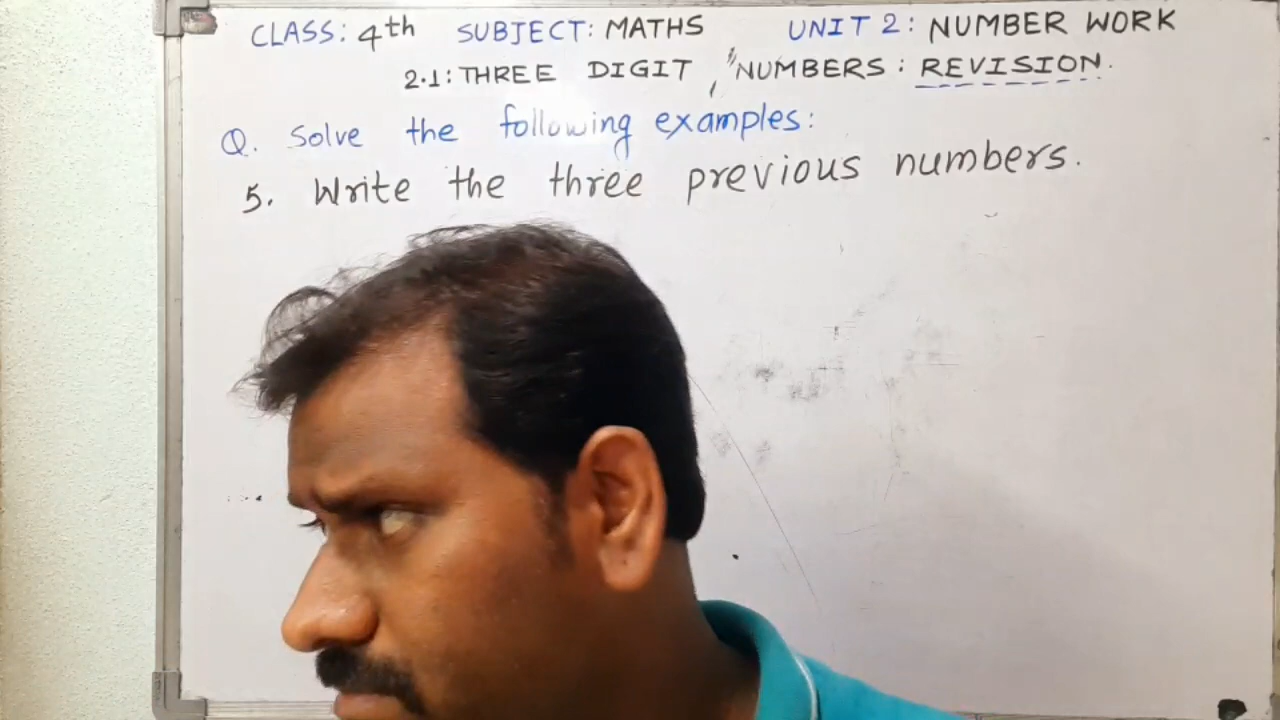 CLASS: 4th SUBJECT: MATHS UNIT 2: NUMBER WORK
2.1: THREE DIGIT NUMBERS: REVISION.
Q. Solve the following examples:
5. Write the three previous numbers.